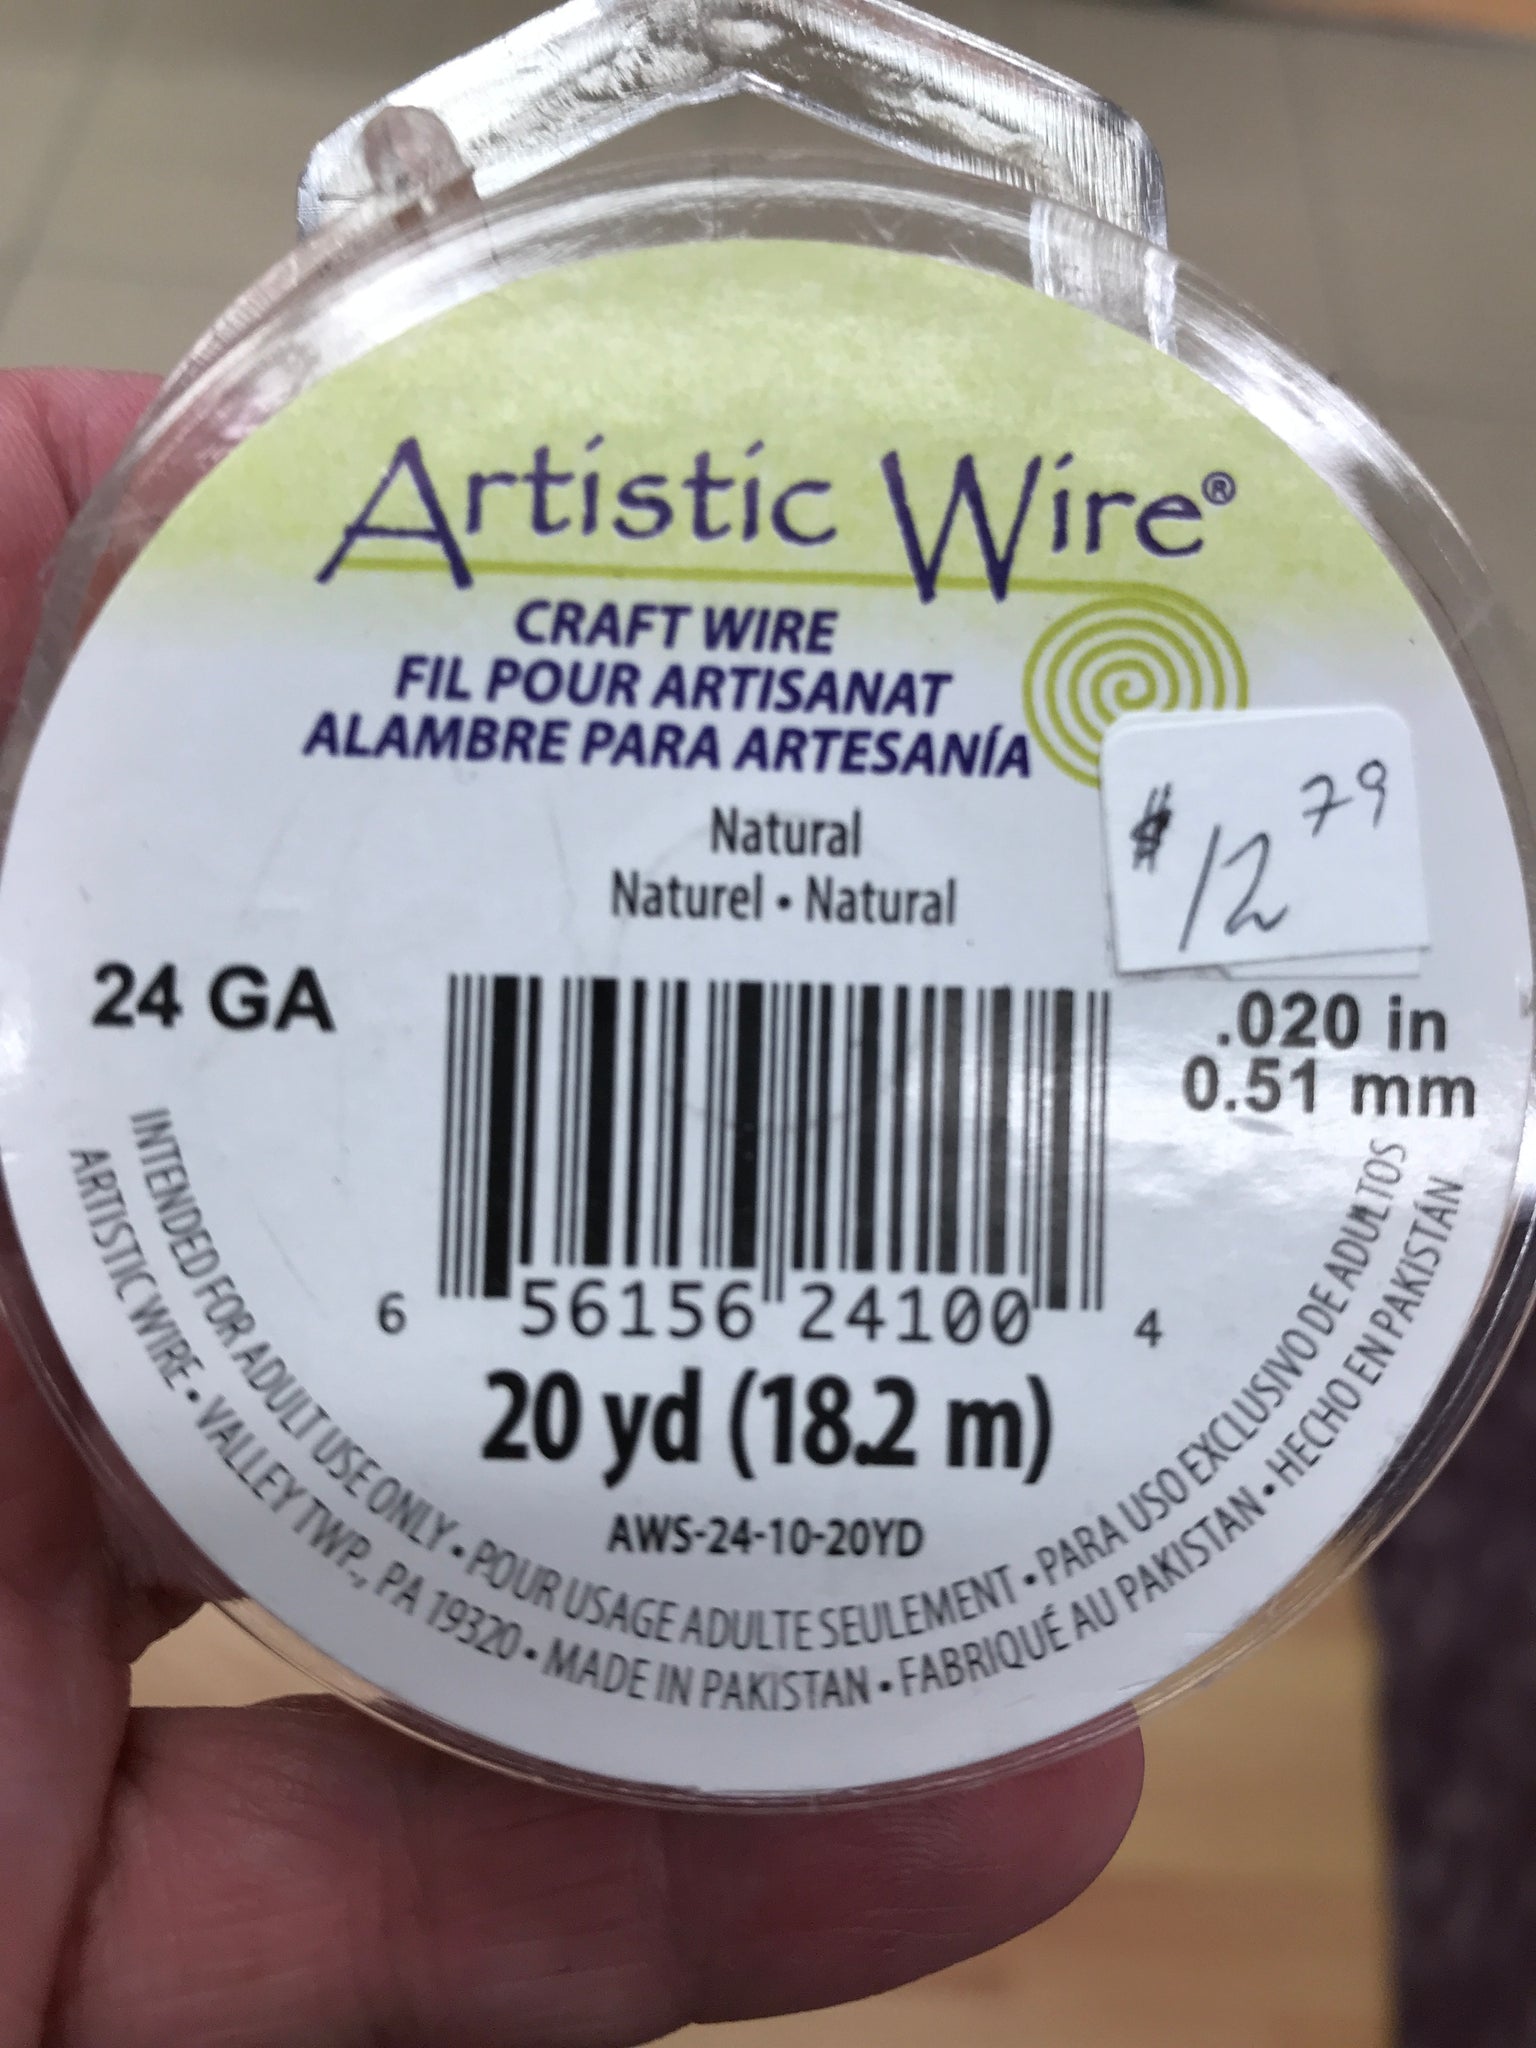 Artistic Wire®
CRAFT WIRE
FIL POUR ARTISANAT
ALAMBRE PARA ARTESANÍA
Natural
Naturel • Natural
$12 79
24 GA
.020 in
0.51 mm
6 56156 24100 4
20 yd (18.2 m)
AWS-24-10-20YD
INTENDED FOR ADULT USE ONLY • POUR USAGE ADULTE SEULEMENT • PARA USO EXCLUSIVO DE ADULTOS
ARTISTIC WIRE • VALLEY TWP., PA 19320 • MADE IN PAKISTAN • FABRIQUÉ AU PAKISTAN • HECHO EN PAKISTÁN